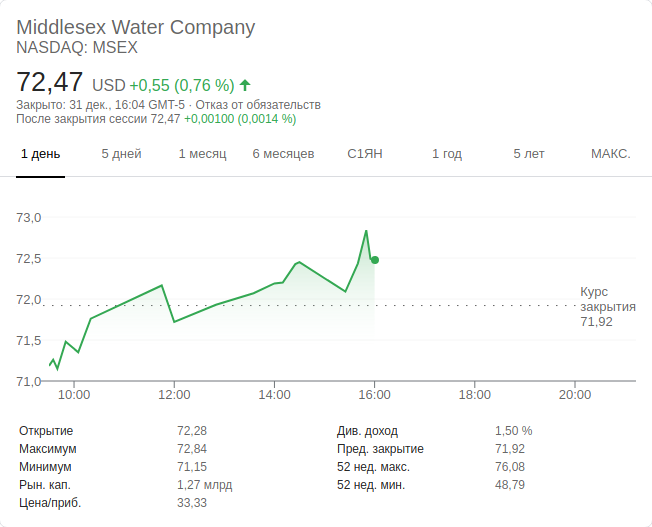 Middlesex Water Company
NASDAQ: MSEX
72,47 USD +0,55 (0,76 %)
Закрыто: 31 дек., 16:04 GMT-5 · Отказ от обязательств
После закрытия сессии 72,47 +0,00100 (0,0014 %)
1 день 5 дней 1 месяц 6 месяцев С1ЯН 1 год 5 лет МАКС.
73,0
72,5
72,0
71,5
71,0
Курс
закрытия
71,92
10:00 12:00 14:00 16:00 18:00 20:00
Открытие 72,28
Максимум 72,84
Минимум 71,15
Рын. кап. 1,27 млрд
Цена/приб. 33,33
Див. доход 1,50 %
Пред. закрытие 71,92
52 нед. макс. 76,08
52 нед. мин. 48,79